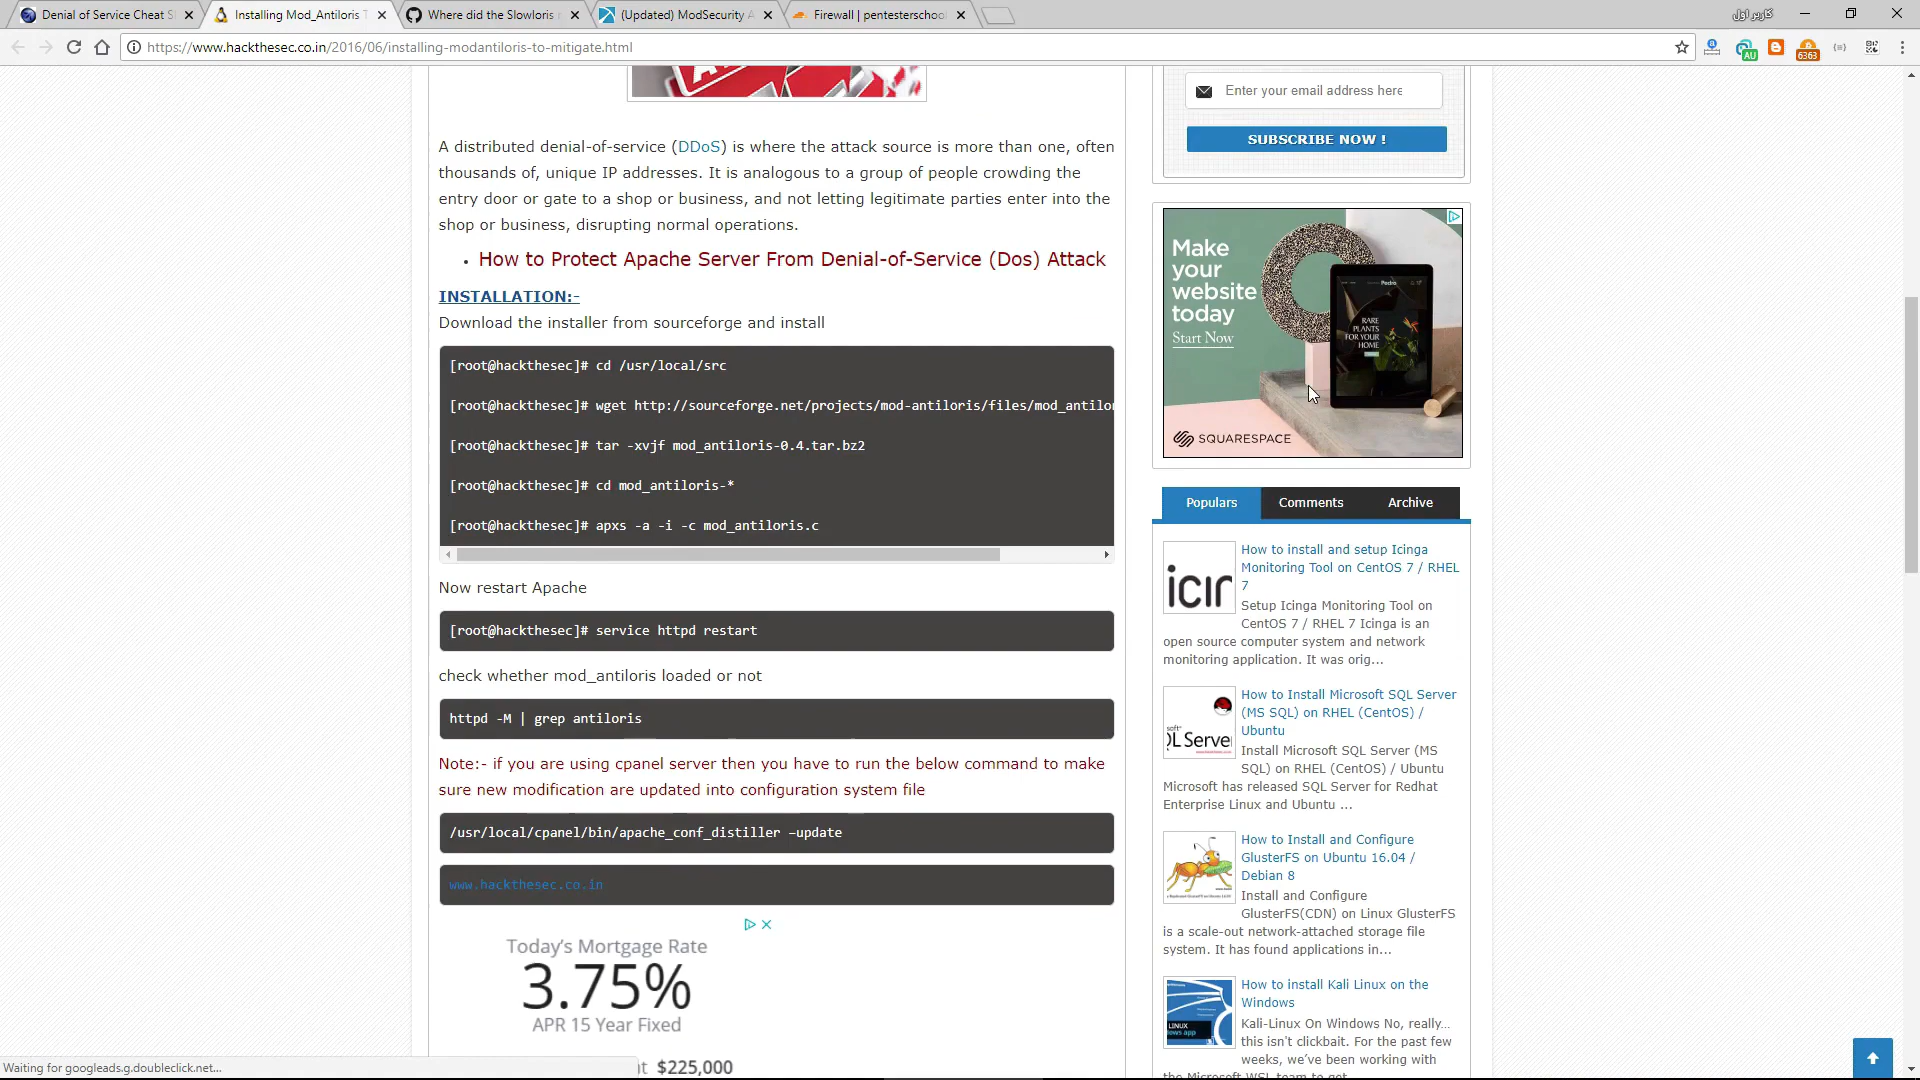 Denial of Service Cheat S
Installing Mod_Antiloris T
Where did the Slowloris
(Updated) ModSecurity A
Firewall | pentesterschoo
کاربر اول
https://www.hackthesec.co.in/2016/06/installing-modantiloris-to-mitigate.html
AU
6363
A distributed denial-of-service (DDoS) is where the attack source is more than one, often
thousands of, unique IP addresses. It is analogous to a group of people crowding the
entry door or gate to a shop or business, and not letting legitimate parties enter into the
shop or business, disrupting normal operations.
• How to Protect Apache Server From Denial-of-Service (Dos) Attack
INSTALLATION:-
Download the installer from sourceforge and install
[root@hackthesec]# cd /usr/local/src
[root@hackthesec]# wget http://sourceforge.net/projects/mod-antiloris/files/mod_antilo
[root@hackthesec]# tar -xvjf mod_antiloris-0.4.tar.bz2
[root@hackthesec]# cd mod_antiloris-*
[root@hackthesec]# apxs -a -i -c mod_antiloris.c
Now restart Apache
[root@hackthesec]# service httpd restart
check whether mod_antiloris loaded or not
httpd -M | grep antiloris
Note:- if you are using cpanel server then you have to run the below command to make
sure new modification are updated into configuration system file
/usr/local/cpanel/bin/apache_conf_distiller –update
www.hackthesec.co.in
Today's Mortgage Rate
3.75%
APR 15 Year Fixed
$225,000
Waiting for googleads.g.doubleclick.net...
Enter your email address here
SUBSCRIBE NOW !
Make
your
website
today
Start Now
Pedro
RARE
PLANTS
FOR YOUR
HOME
SQUARESPACE
Populars
Comments
Archive
icin
How to install and setup Icinga
Monitoring Tool on CentOS 7 / RHEL
7
Setup Icinga Monitoring Tool on
CentOS 7 / RHEL 7 Icinga is an
open source computer system and network
monitoring application. It was orig...
How to Install Microsoft SQL Server
(MS SQL) on RHEL (CentOS) /
Ubuntu
Install Microsoft SQL Server (MS
SQL) on RHEL (CentOS) / Ubuntu
Microsoft has released SQL Server for Redhat
Enterprise Linux and Ubuntu ...
How to Install and Configure
GlusterFS on Ubuntu 16.04 /
Debian 8
Install and Configure
GlusterFS(CDN) on Linux GlusterFS
is a scale-out network-attached storage file
system. It has found applications in...
How to install Kali Linux on the
Windows
Kali-Linux On Windows No, really...
this isn't clickbait. For the past few
weeks, we've been working with
the Microsoft WSL team to get